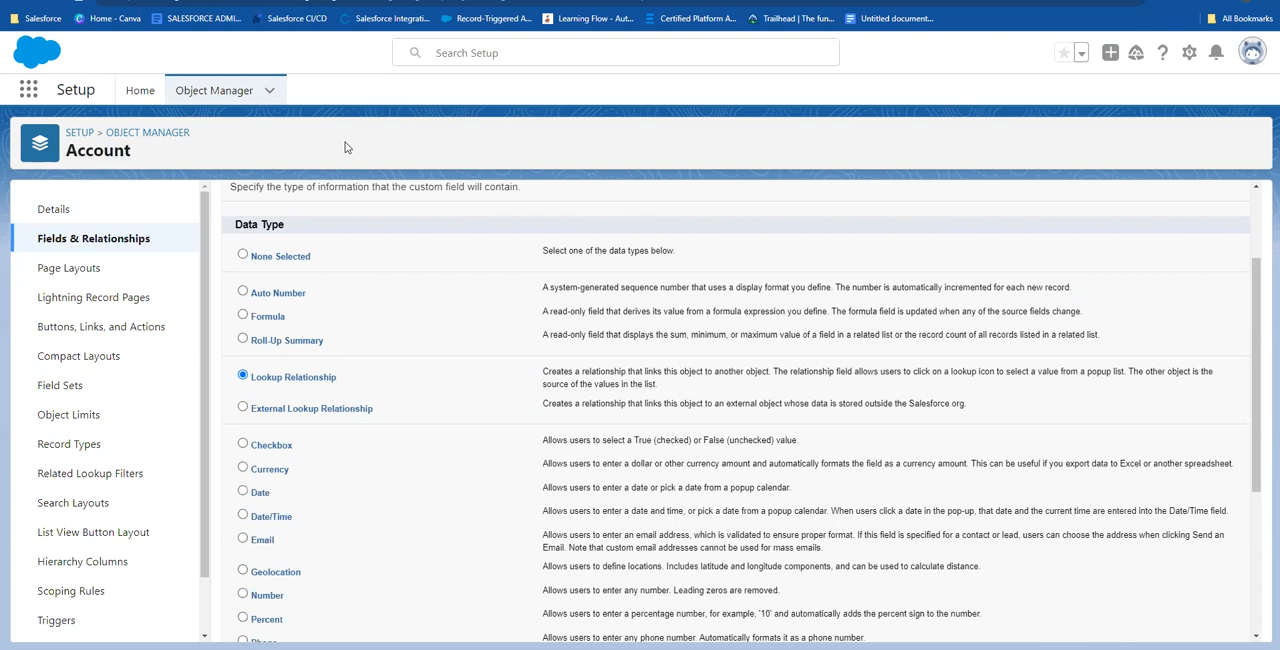 Salesforce
Home - Canva
SALESFORCE ADMI...
Salesforce CI/CD
Salesforce Integrati...
Record-Triggered A...
Learning Flow - Aut...
Certified Platform A...
Trailhead | The fun...
Untitled document...
All Bookmarks
Search Setup
Setup
Home
Object Manager
SETUP > OBJECT MANAGER
Account
Details
Fields & Relationships
Page Layouts
Lightning Record Pages
Buttons, Links, and Actions
Compact Layouts
Field Sets
Object Limits
Record Types
Related Lookup Filters
Search Layouts
List View Button Layout
Hierarchy Columns
Scoping Rules
Triggers
Specify the type of information that the custom field will contain.
Data Type
None Selected
Select one of the data types below.
Auto Number
A system-generated sequence number that uses a display format you define. The number is automatically incremented for each new record.
Formula
A read-only field that derives its value from a formula expression you define. The formula field is updated when any of the source fields change.
Roll-Up Summary
A read-only field that displays the sum, minimum, or maximum value of a field in a related list or the record count of all records listed in a related list.
Lookup Relationship
Creates a relationship that links this object to another object. The relationship field allows users to click on a lookup icon to select a value from a popup list. The other object is the
source of the values in the list.
External Lookup Relationship
Creates a relationship that links this object to an external object whose data is stored outside the Salesforce org.
Checkbox
Allows users to select a True (checked) or False (unchecked) value.
Currency
Allows users to enter a dollar or other currency amount and automatically formats the field as a currency amount. This can be useful if you export data to Excel or another spreadsheet.
Date
Allows users to enter a date or pick a date from a popup calendar.
Date/Time
Allows users to enter a date and time, or pick a date from a popup calendar. When users click a date in the pop-up, that date and the current time are entered into the Date/Time field.
Email
Allows users to enter an email address, which is validated to ensure proper format. If this field is specified for a contact or lead, users can choose the address when clicking Send an
Email. Note that custom email addresses cannot be used for mass emails.
Geolocation
Allows users to define locations. Includes latitude and longitude components, and can be used to calculate distance.
Number
Allows users to enter any number. Leading zeros are removed.
Percent
Allows users to enter a percentage number, for example, '10' and automatically adds the percent sign to the number.
Phone
Allows users to enter any phone number. Automatically formats it as a phone number.